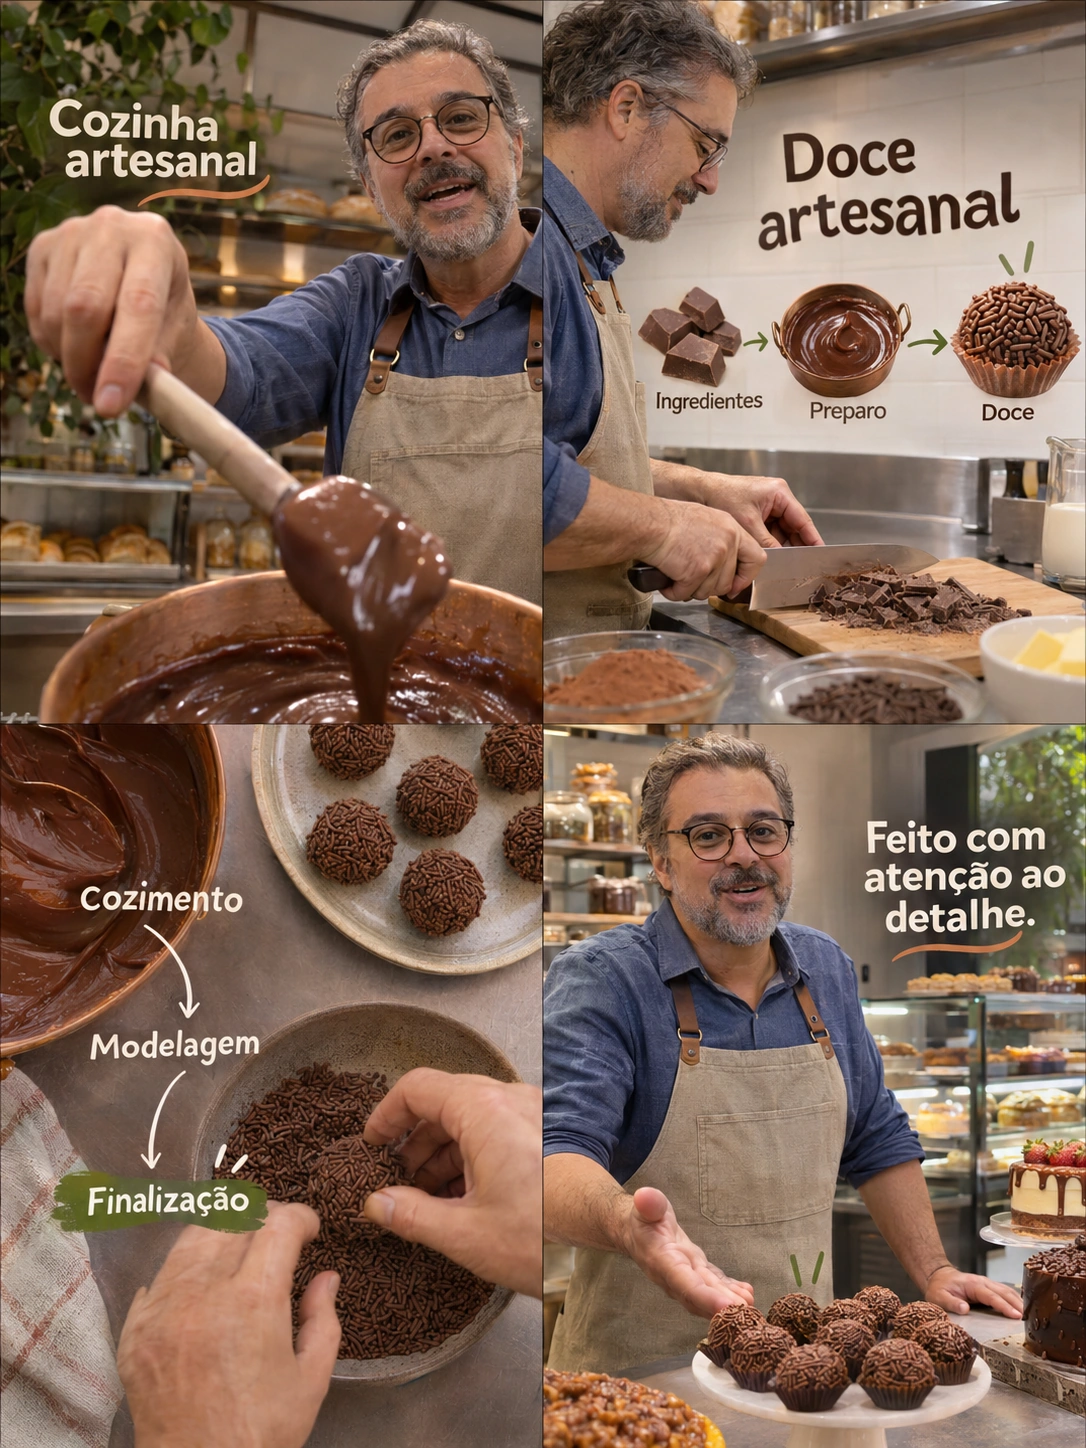 Cozinha
artesanal
Doce
artesanal
Ingredientes
Preparo
Doce
Cozimento
Modelagem
Finalização
Feito com
atenção ao
detalhe.